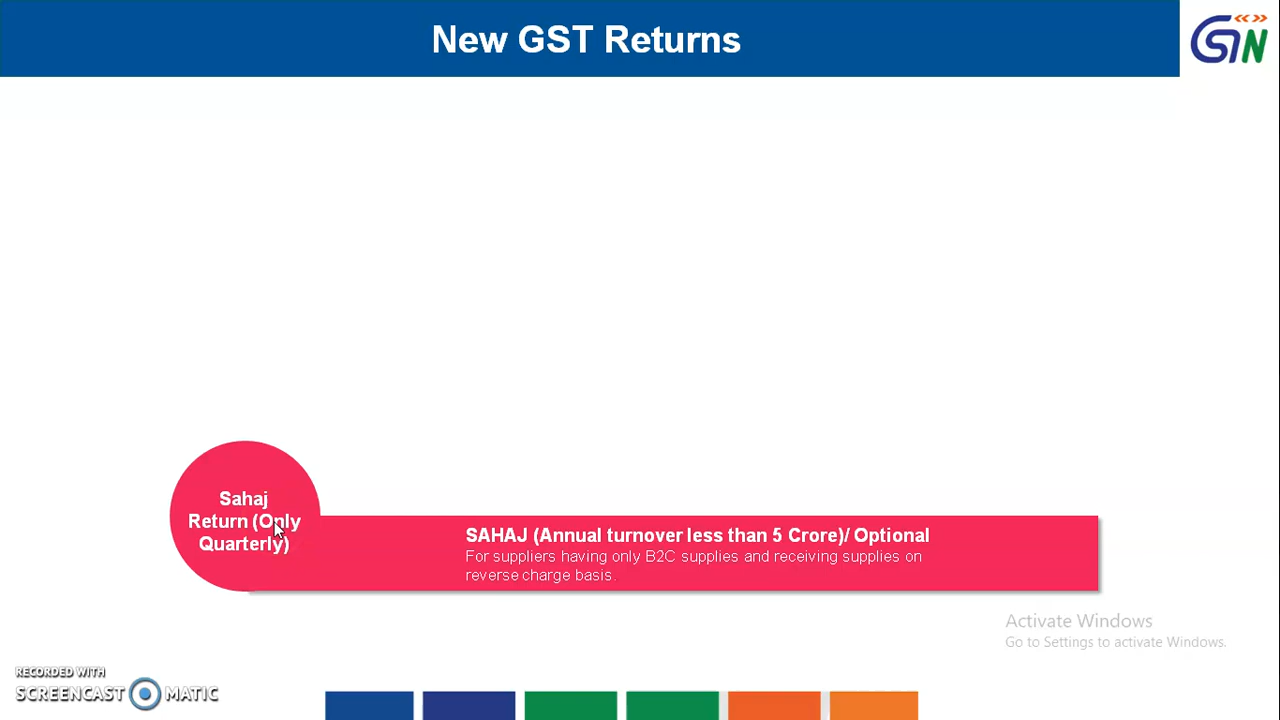 New GST Returns
GSTN
Sahaj
Return (Only
Quarterly)
SAHAJ (Annual turnover less than 5 Crore)/ Optional
For suppliers having only B2C supplies and receiving supplies on
reverse charge basis.
Activate Windows
Go to Settings to activate Windows.
RECORDED WITH
SCREENCAST MATIC